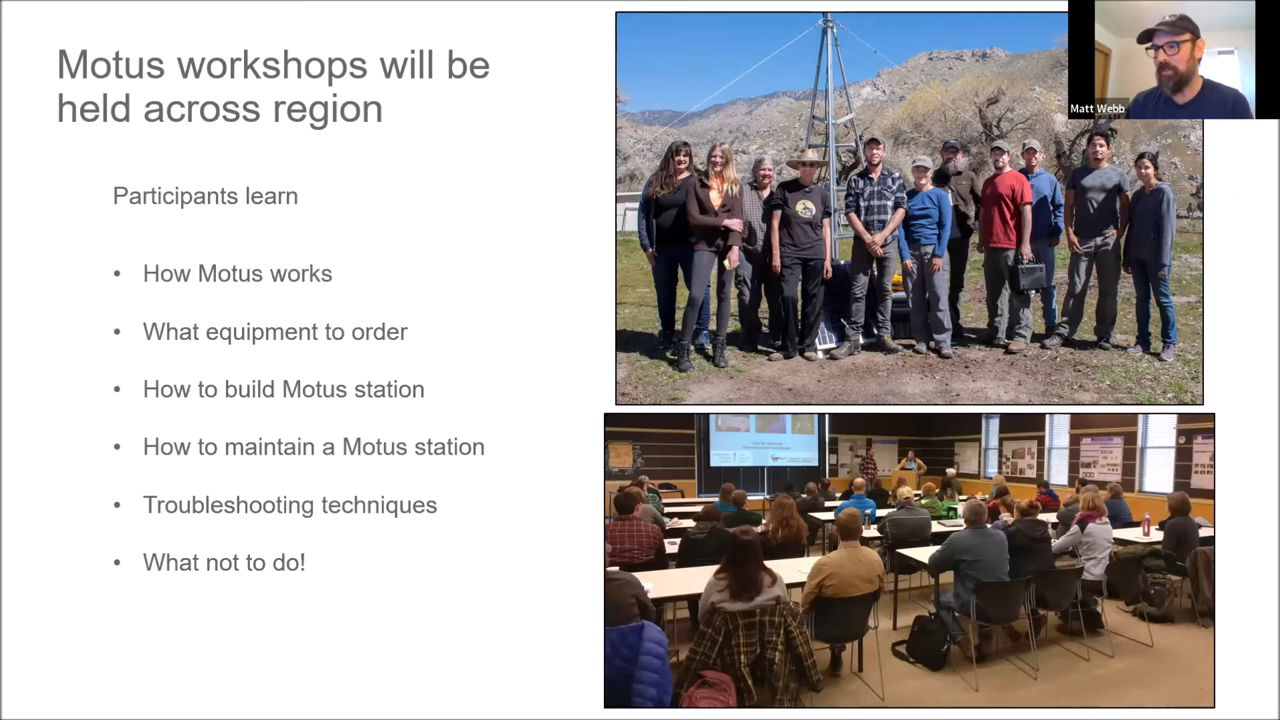 Motus workshops will be
held across region
Participants learn
• How Motus works
• What equipment to order
• How to build Motus station
• How to maintain a Motus station
• Troubleshooting techniques
• What not to do!
Matt Webb